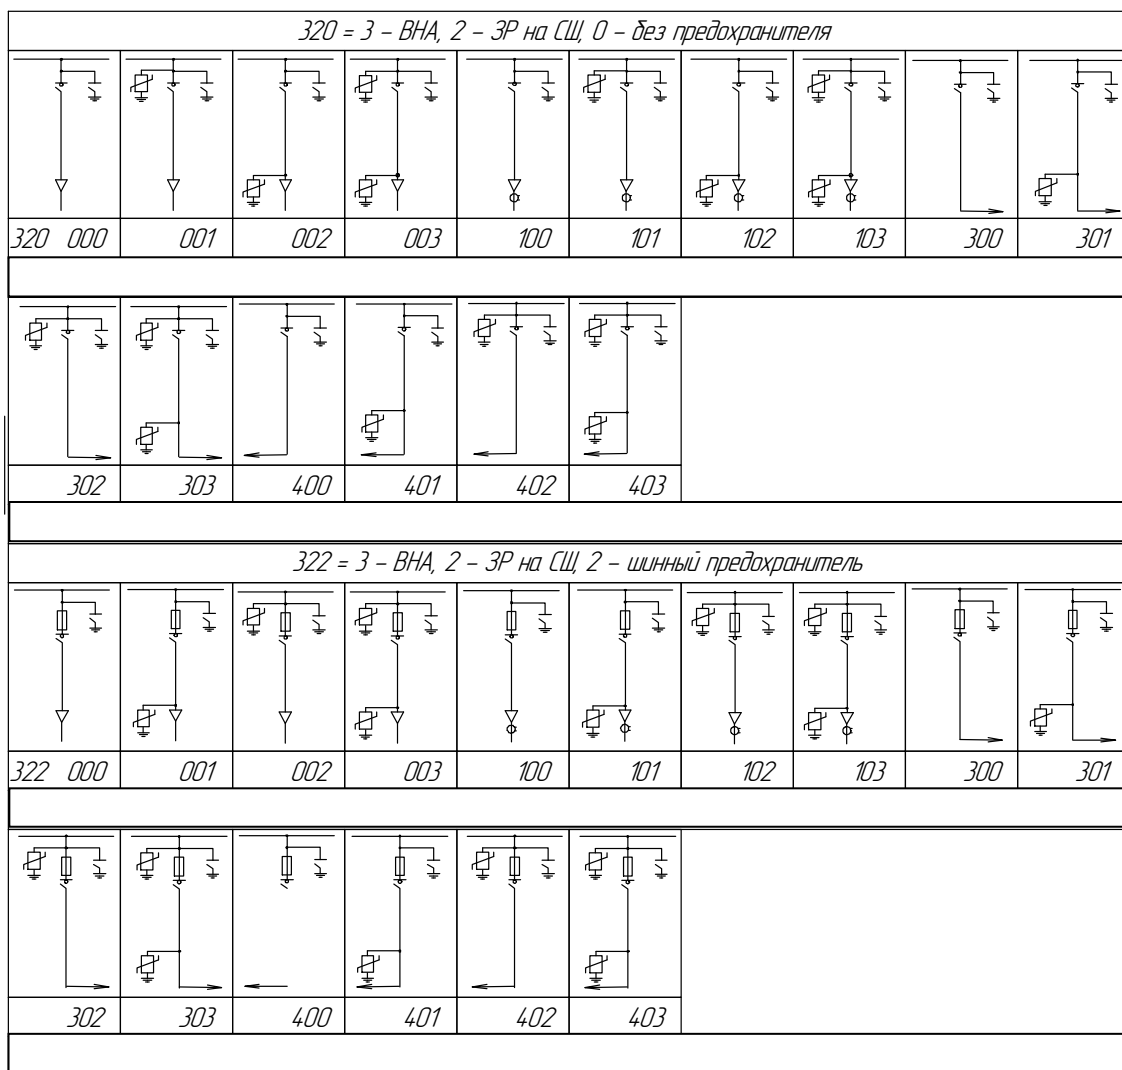 320 = 3 – ВНА, 2 – ЗР на СШ, 0 – без предохранителя
320 000 001 002 003 100 101 102 103 300 301
302 303 400 401 402 403
322 = 3 – ВНА, 2 – ЗР на СШ, 2 – шинный предохранитель
322 000 001 002 003 100 101 102 103 300 301
302 303 400 401 402 403